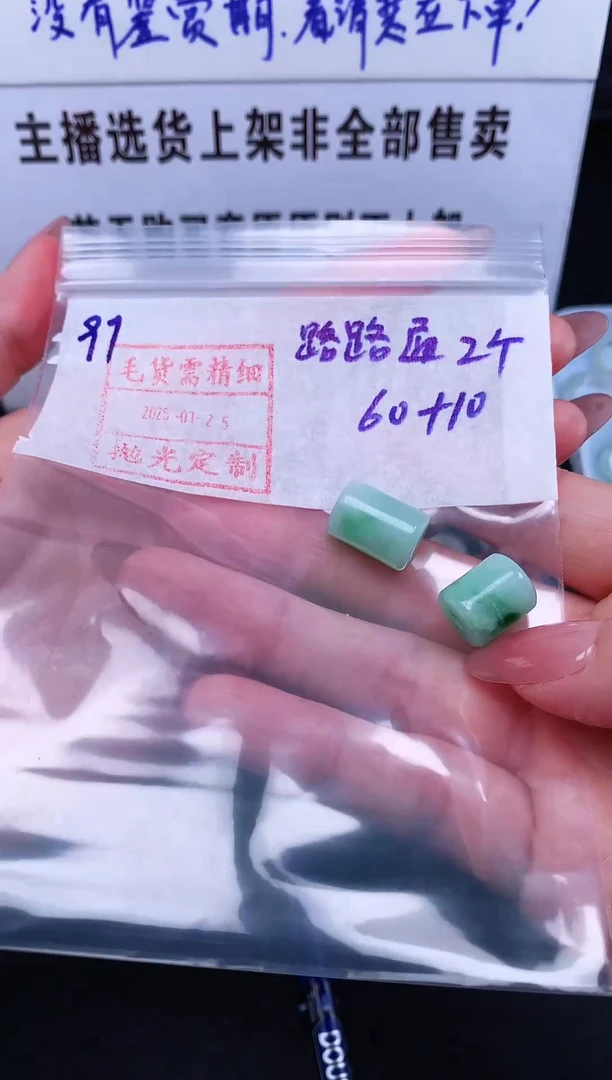 没有鉴赏期.看清楚在下单!
主播选货上架非全部售卖
91
毛货需精细
2025-07-25
抛光定制
路路通 2个
60+10
DOU